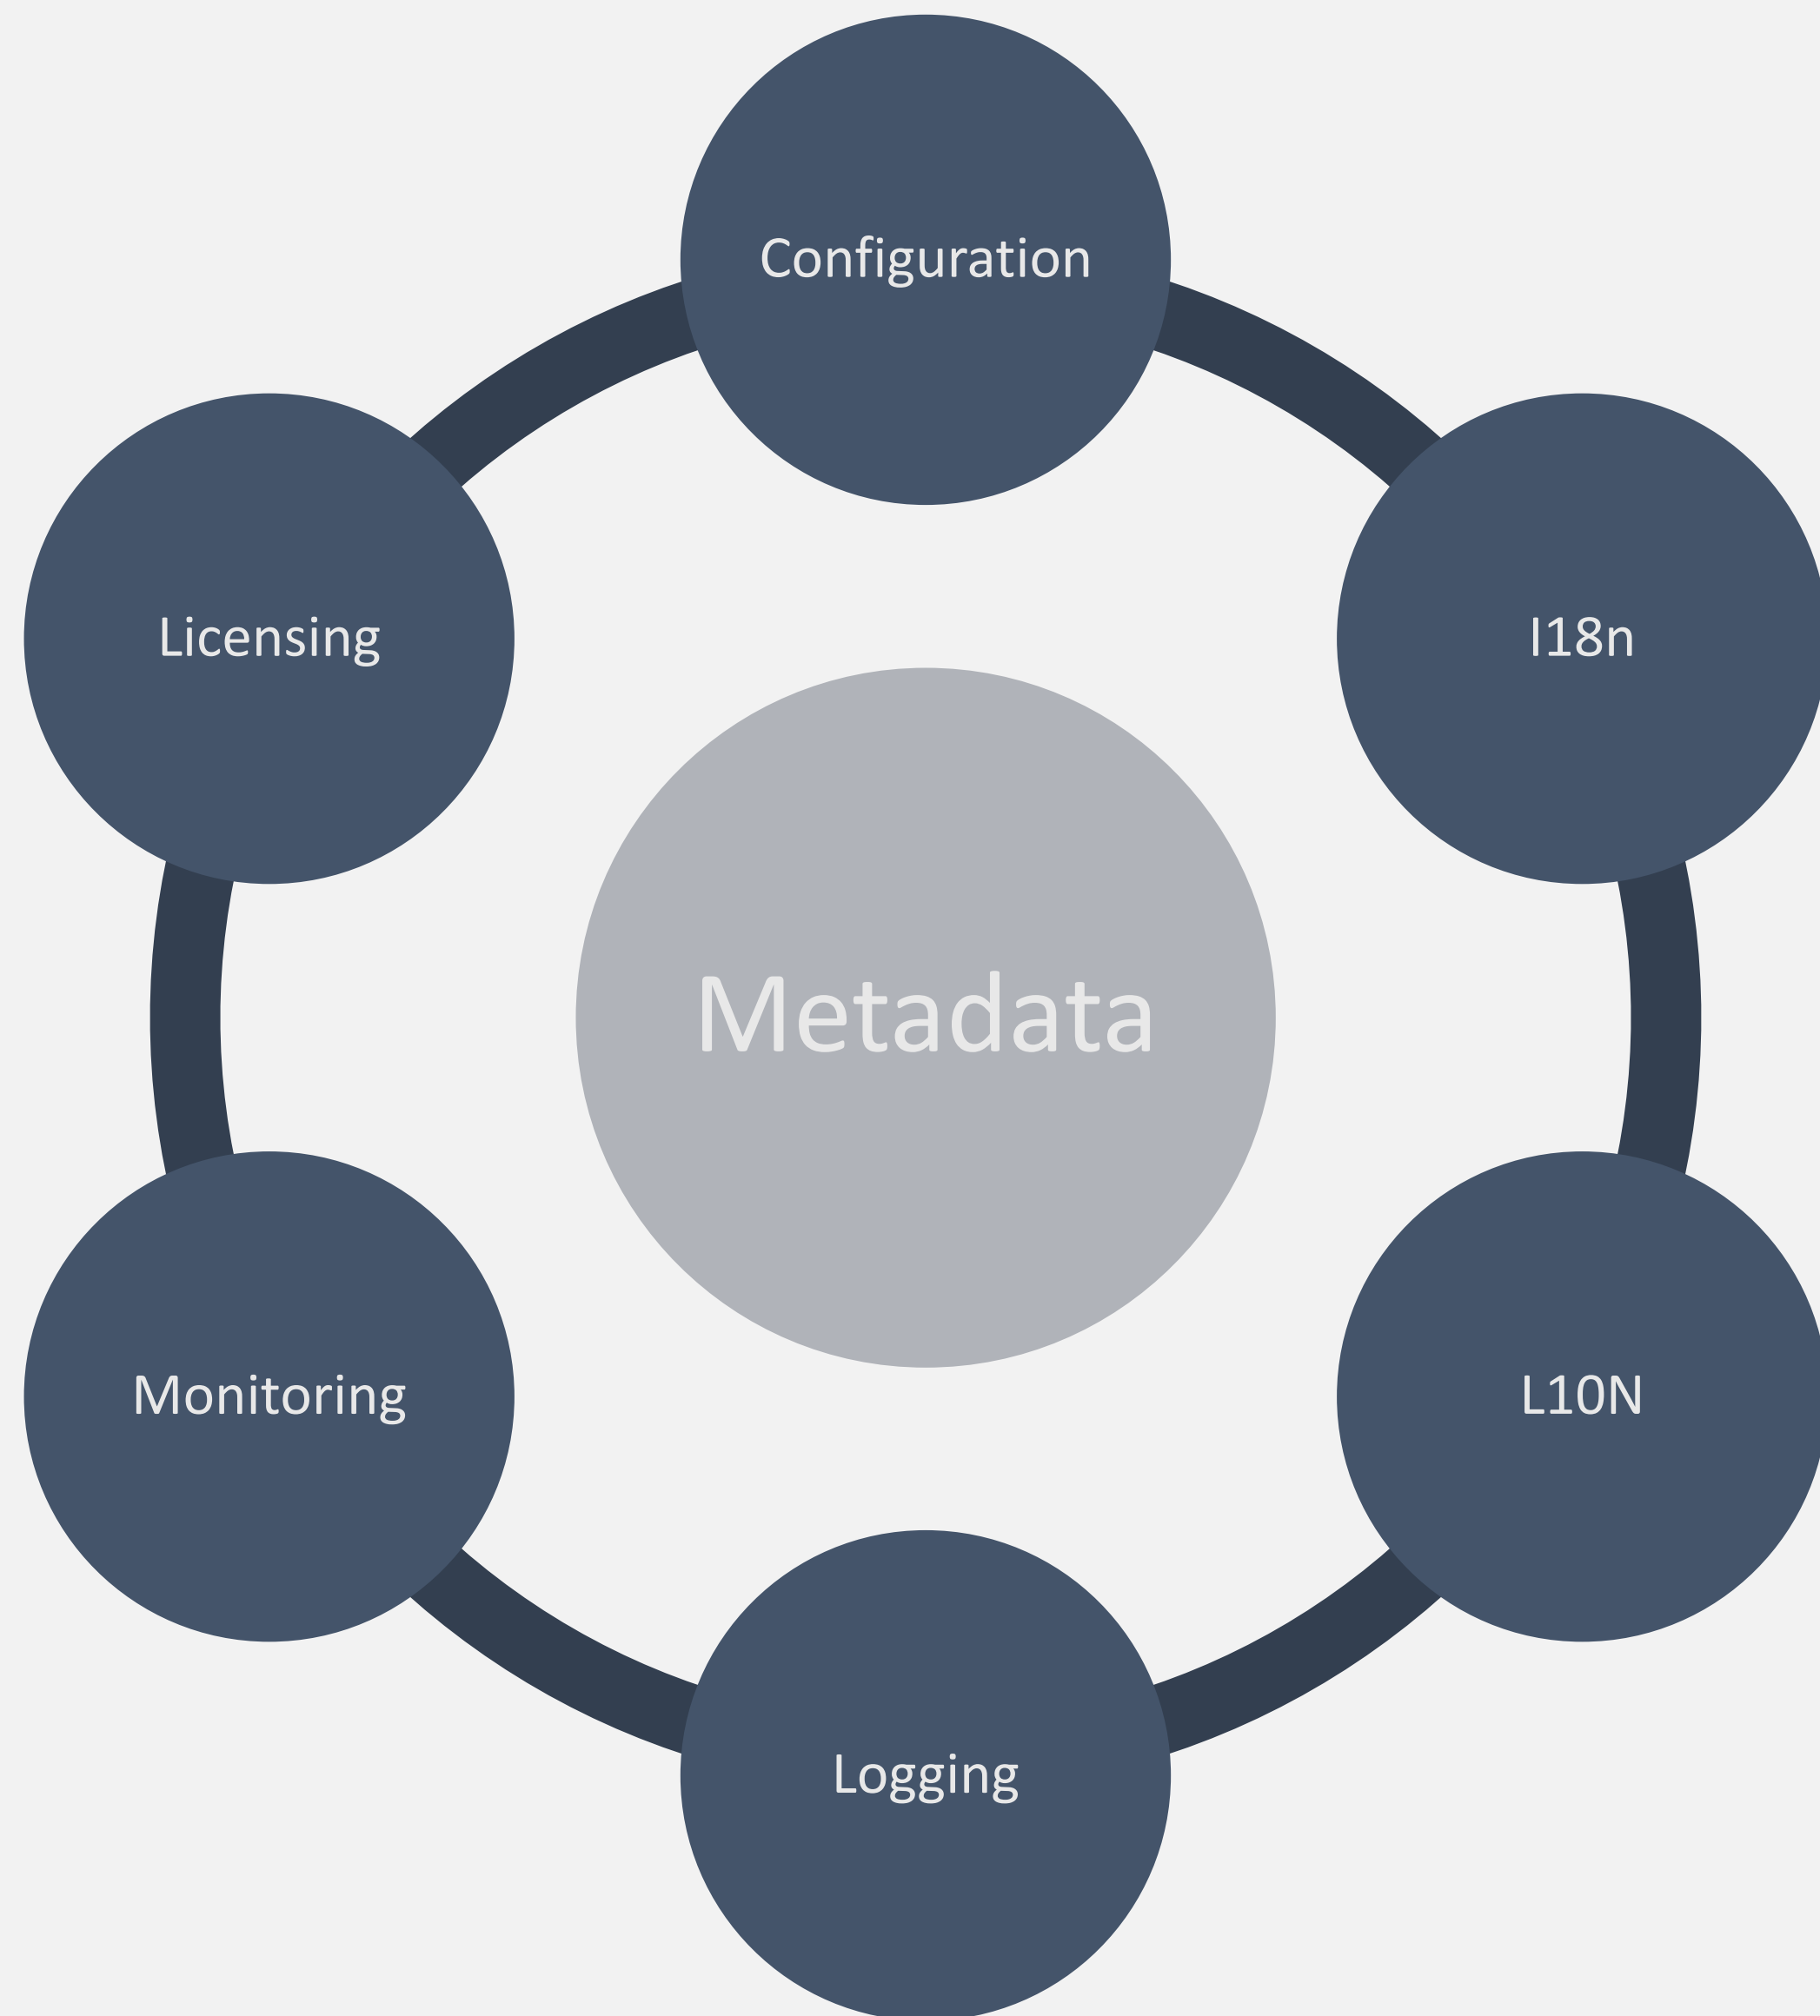 Configuration
Licensing
I18n
Metadata
Monitoring
L10N
Logging